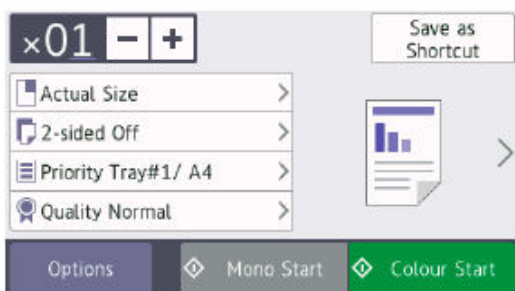 ×01 − +
Save as
Shortcut
Actual Size
2-sided Off
Priority Tray#1/ A4
Quality Normal
Options
Mono Start
Colour Start